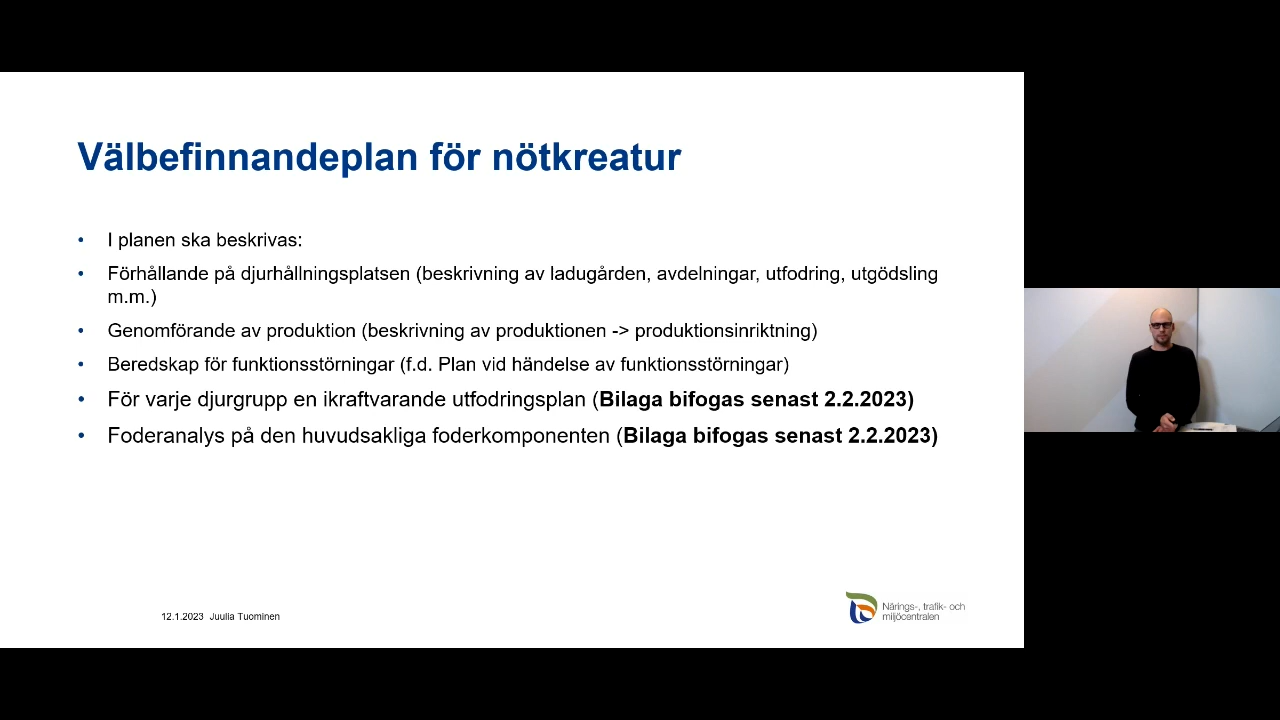 Välbefinnandeplan för nötkreatur
• I planen ska beskrivas:
• Förhållande på djurhållningsplatsen (beskrivning av ladugården, avdelningar, utfodring, utgödsling
m.m.)
• Genomförande av produktion (beskrivning av produktionen -> produktionsinriktning)
• Beredskap för funktionsstörningar (f.d. Plan vid händelse av funktionsstörningar)
• För varje djurgrupp en ikraftvarande utfodringsplan (Bilaga bifogas senast 2.2.2023)
• Foderanalys på den huvudsakliga foderkomponenten (Bilaga bifogas senast 2.2.2023)
12.1.2023 Juulia Tuominen
Närings-, trafik- och
miljöcentralen